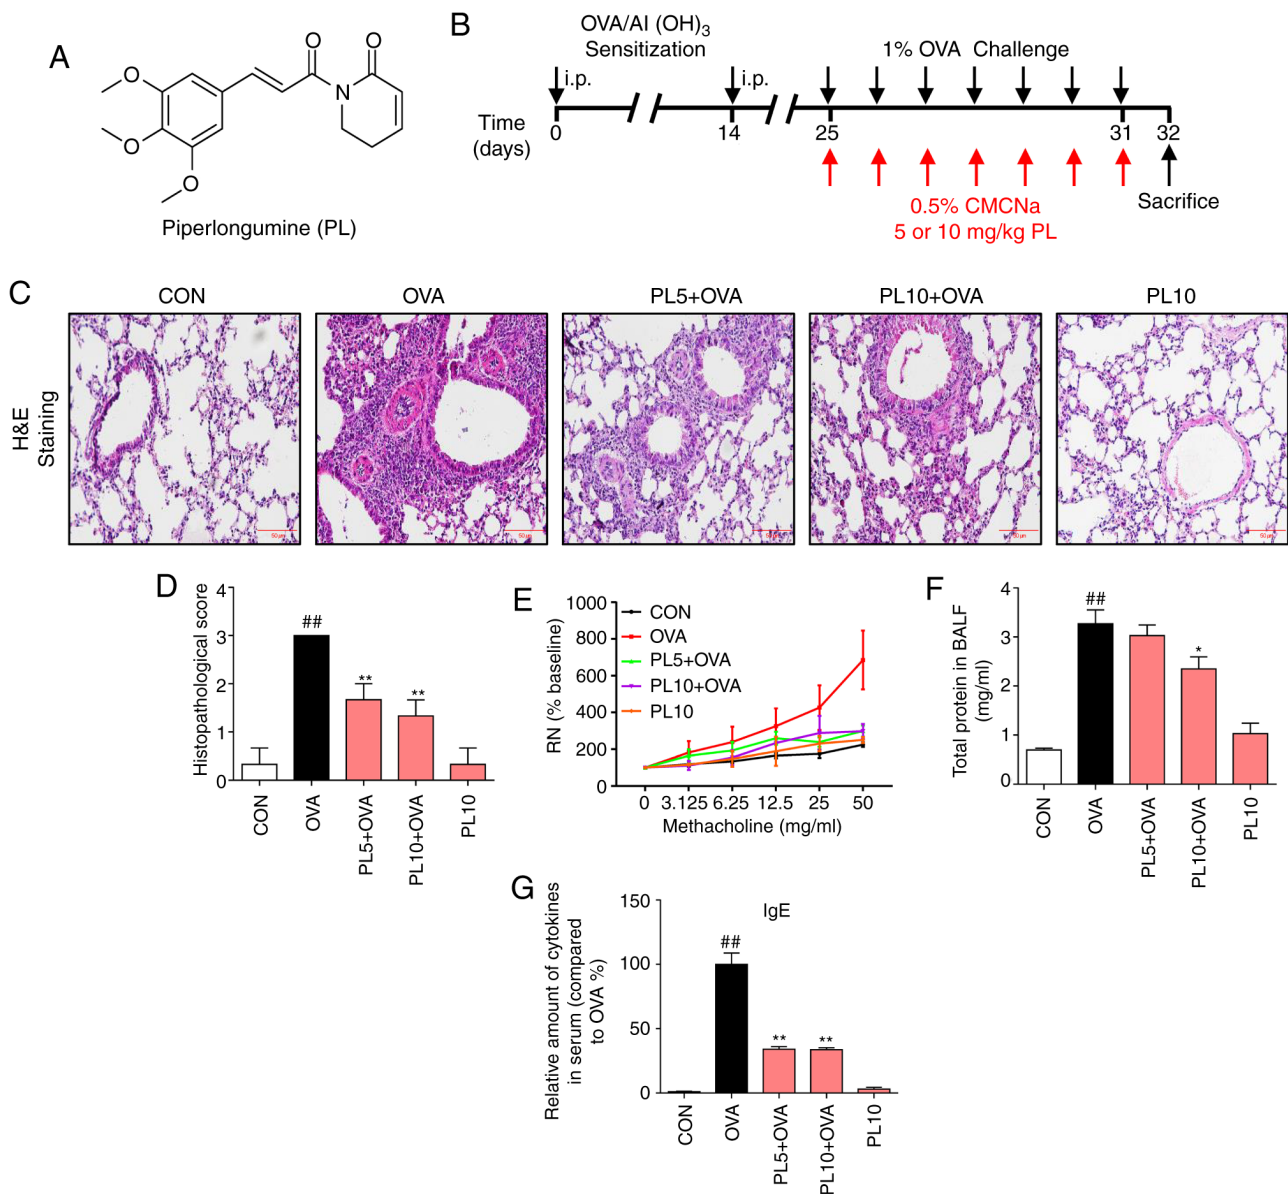 A
O
O
O
O
O
N
Piperlongumine (PL)
B
OVA/Al (OH)3
Sensitization
1% OVA Challenge
i.p.
i.p.
Time
(days)
0
14
25
31
32
0.5% CMCNa
5 or 10 mg/kg PL
Sacrifice
C
CON
OVA
PL5+OVA
PL10+OVA
PL10
H&E
Staining
50μm
50μm
50μm
50μm
50μm
D
Histopathological score
4
3
2
1
0
##
**
**
CON
OVA
PL5+OVA
PL10+OVA
PL10
E
RN (% baseline)
1000
800
600
400
200
0
CON
OVA
PL5+OVA
PL10+OVA
PL10
0 3.125 6.25 12.5 25 50
Methacholine (mg/ml)
F
Total protein in BALF
(mg/ml)
4
3
2
1
0
##
*
CON
OVA
PL5+OVA
PL10+OVA
PL10
G
Relative amount of cytokines
in serum (compared
to OVA %)
150
100
50
0
IgE
##
**
**
CON
OVA
PL5+OVA
PL10+OVA
PL10